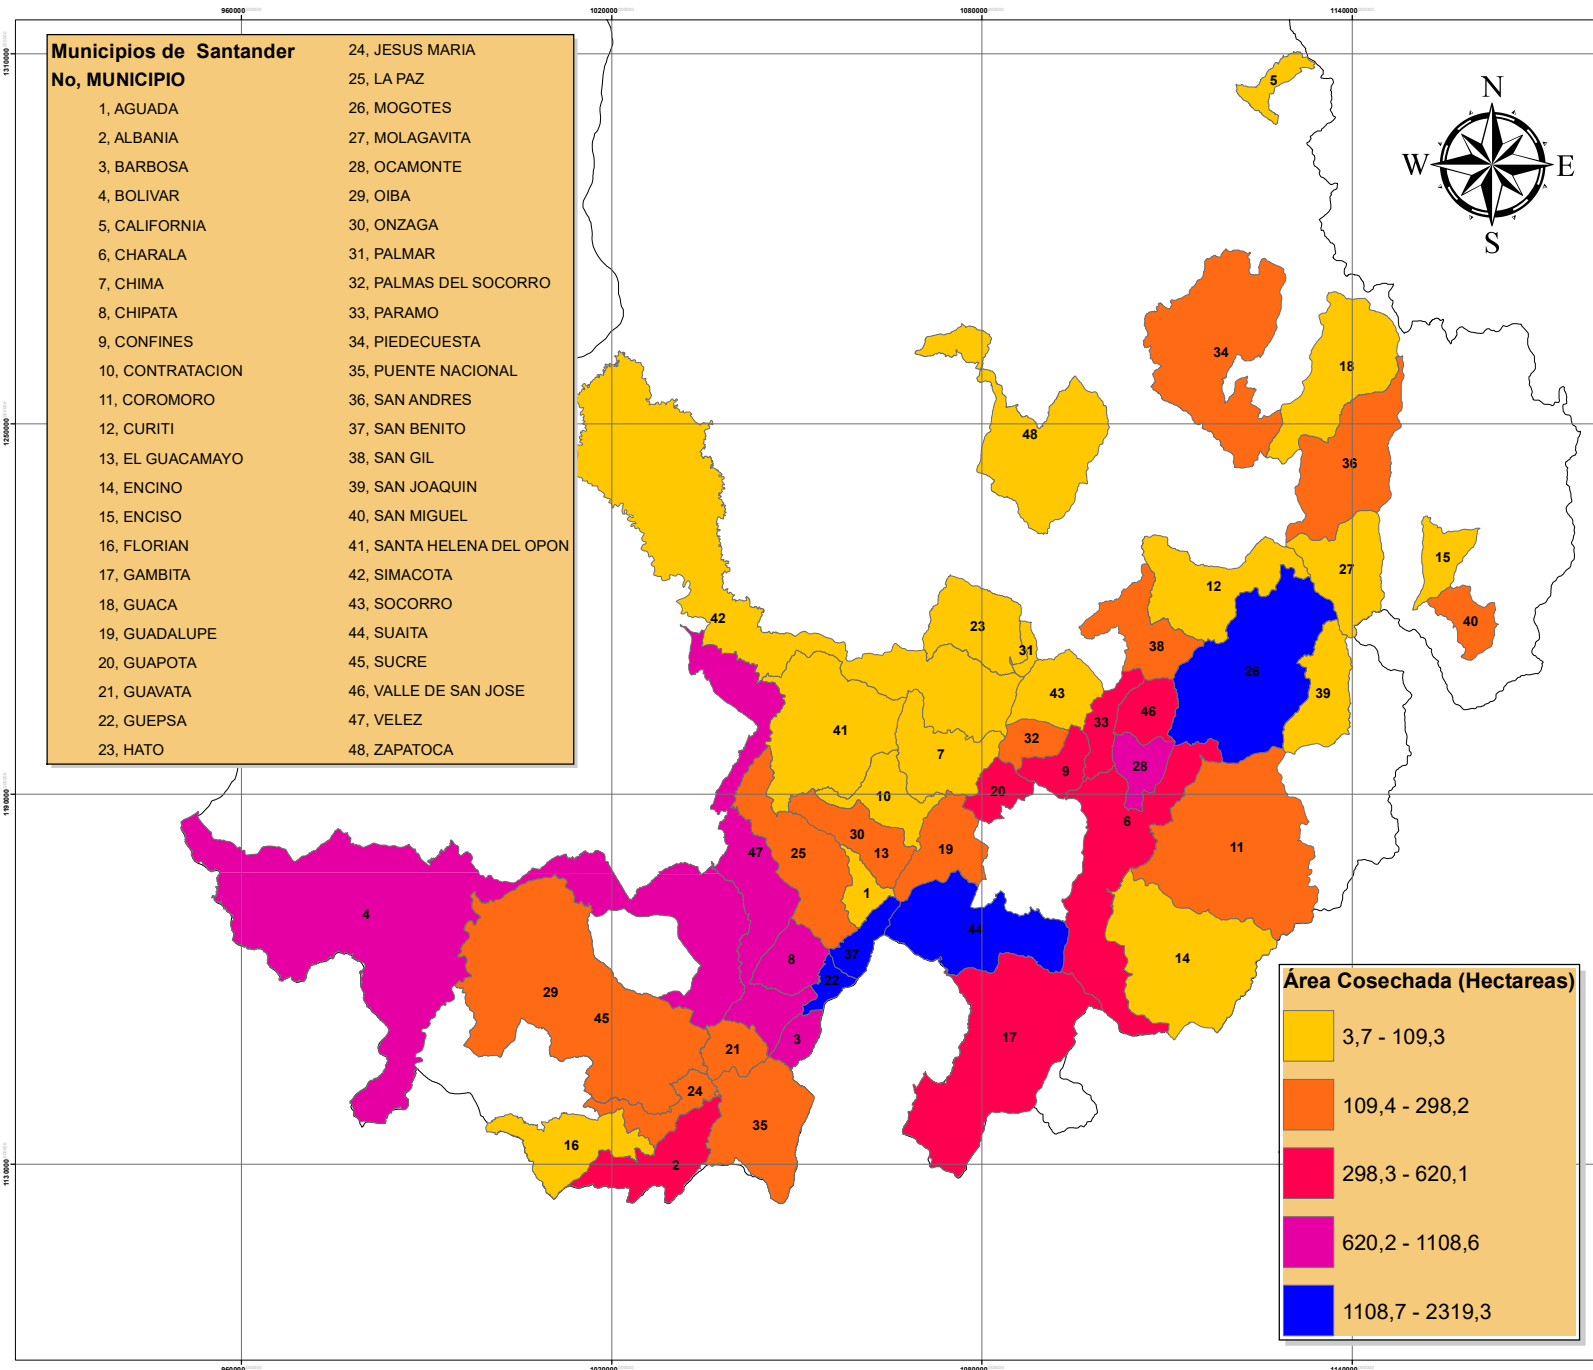 960000
1020000
1080000
1140000
Municipios de Santander
No, MUNICIPIO
1, AGUADA
2, ALBANIA
3, BARBOSA
4, BOLIVAR
5, CALIFORNIA
6, CHARALA
7, CHIMA
8, CHIPATA
9, CONFINES
10, CONTRATACION
11, COROMORO
12, CURITI
13, EL GUACAMAYO
14, ENCINO
15, ENCISO
16, FLORIAN
17, GAMBITA
18, GUACA
19, GUADALUPE
20, GUAPOTA
21, GUAVATA
22, GUEPSA
23, HATO
24, JESUS MARIA
25, LA PAZ
26, MOGOTES
27, MOLAGAVITA
28, OCAMONTE
29, OIBA
30, ONZAGA
31, PALMAR
32, PALMAS DEL SOCORRO
33, PARAMO
34, PIEDECUESTA
35, PUENTE NACIONAL
36, SAN ANDRES
37, SAN BENITO
38, SAN GIL
39, SAN JOAQUIN
40, SAN MIGUEL
41, SANTA HELENA DEL OPON
42, SIMACOTA
43, SOCORRO
44, SUAITA
45, SUCRE
46, VALLE DE SAN JOSE
47, VELEZ
48, ZAPATOCA
N
W E
S
1310000
1250000
1190000
1130000
5
34
18
48
36
15
27
12
40
42
23
31
38
26
43
39
46
33
41
32
7
28
9
20
10
6
30
11
13
19
25
47
1
4
44
37
14
8
22
29
45
17
3
21
24
35
16
2
Área Cosechada (Hectareas)
3,7 - 109,3
109,4 - 298,2
298,3 - 620,1
620,2 - 1108,6
1108,7 - 2319,3
960000
1020000
1080000
1140000